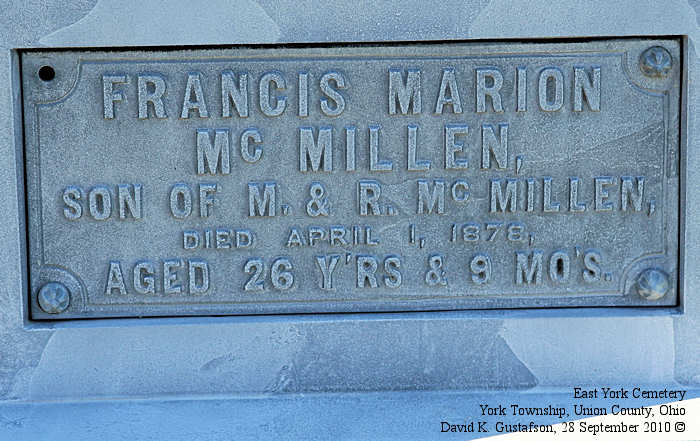 FRANCIS MARION
Mc MILLEN,
SON OF M. & R. Mc MILLEN,
DIED APRIL 1, 1878,
AGED 26 Y'RS & 9 MO'S.
East York Cemetery
York Township, Union County, Ohio
David K. Gustafson, 28 September 2010 ©